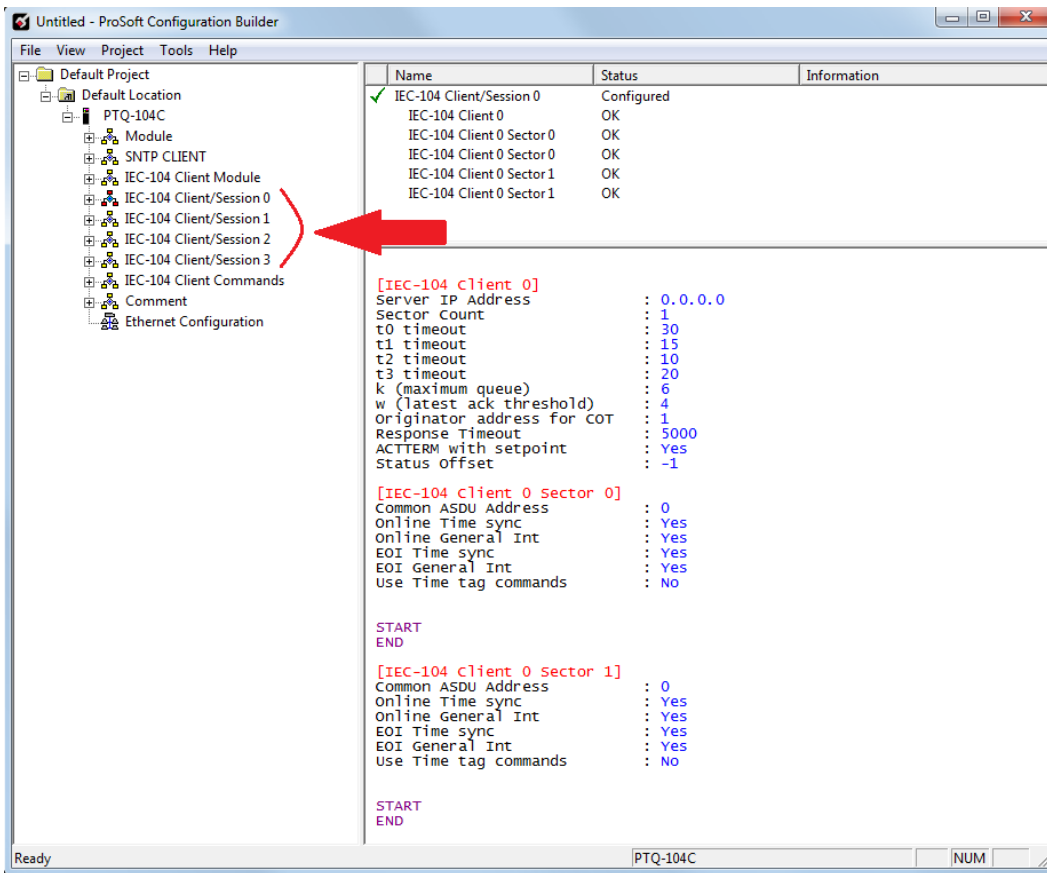 Untitled - ProSoft Configuration Builder
File View Project Tools Help
Default Project
Default Location
PTQ-104C
Module
SNTP CLIENT
IEC-104 Client Module
IEC-104 Client/Session 0
IEC-104 Client/Session 1
IEC-104 Client/Session 2
IEC-104 Client/Session 3
IEC-104 Client Commands
Comment
Ethernet Configuration
Name Status Information
IEC-104 Client/Session 0 Configured
IEC-104 Client 0 OK
IEC-104 Client 0 Sector 0 OK
IEC-104 Client 0 Sector 0 OK
IEC-104 Client 0 Sector 1 OK
IEC-104 Client 0 Sector 1 OK
[IEC-104 Client 0]
Server IP Address : 0.0.0.0
Sector Count : 1
t0 timeout : 30
t1 timeout : 15
t2 timeout : 10
t3 timeout : 20
k (maximum queue) : 6
w (latest ack threshold) : 4
Originator address for COT : 1
Response Timeout : 5000
ACTTERM with setpoint : Yes
Status Offset : -1
[IEC-104 Client 0 Sector 0]
Common ASDU Address : 0
Online Time sync : Yes
Online General Int : Yes
EOI Time sync : Yes
EOI General Int : Yes
Use Time tag commands : No
START
END
[IEC-104 Client 0 Sector 1]
Common ASDU Address : 0
Online Time sync : Yes
Online General Int : Yes
EOI Time sync : Yes
EOI General Int : Yes
Use Time tag commands : No
START
END
Ready PTQ-104C NUM